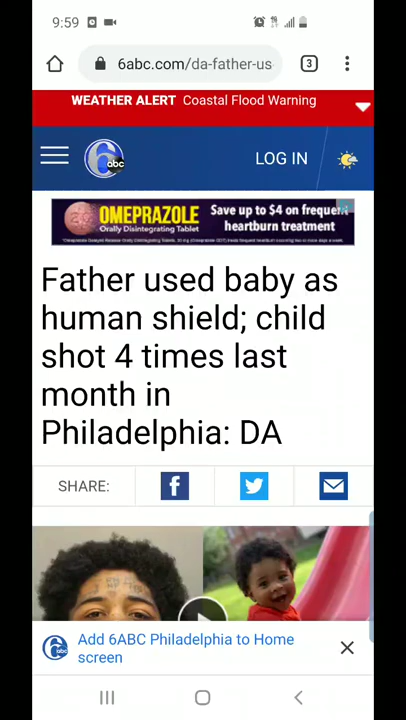 9:59
6abc.com/da-father-us
3
WEATHER ALERT Coastal Flood Warning
6abc
LOG IN
OMEPRAZOLE
Orally Disintegrating Tablet
Save up to $4 on frequent
heartburn treatment
Father used baby as
human shield; child
shot 4 times last
month in
Philadelphia: DA
SHARE:
Add 6ABC Philadelphia to Home
screen